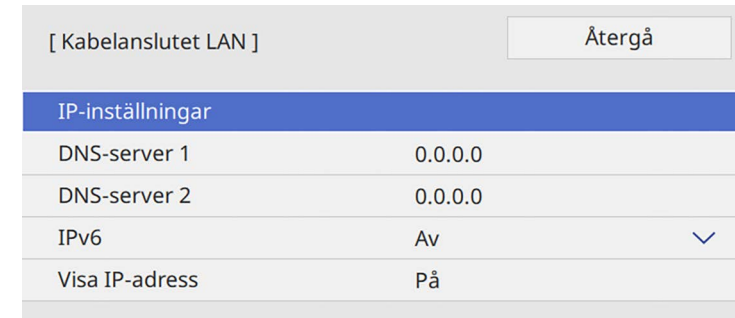 [ Kabelanslutet LAN ] Återgå
IP-inställningar
DNS-server 1 0.0.0.0
DNS-server 2 0.0.0.0
IPv6 Av
Visa IP-adress På